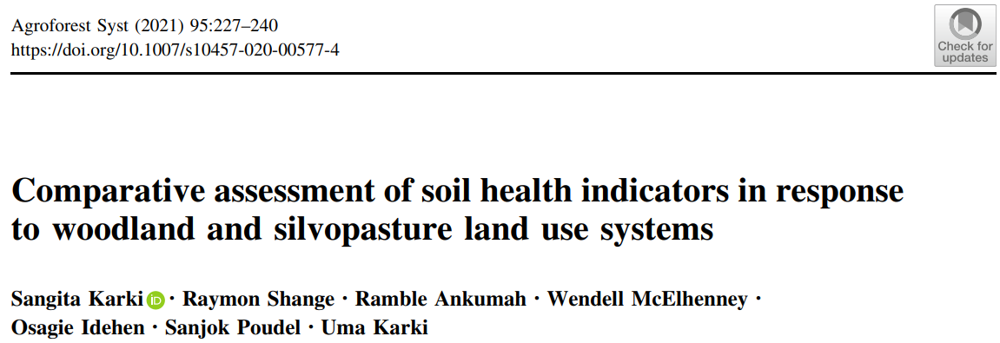 Agroforest Syst (2021) 95:227–240
https://doi.org/10.1007/s10457-020-00577-4
Check for
updates
Comparative assessment of soil health indicators in response
to woodland and silvopasture land use systems
Sangita Karki iD · Raymon Shange · Ramble Ankumah · Wendell McElhenney ·
Osagie Idehen · Sanjok Poudel · Uma Karki